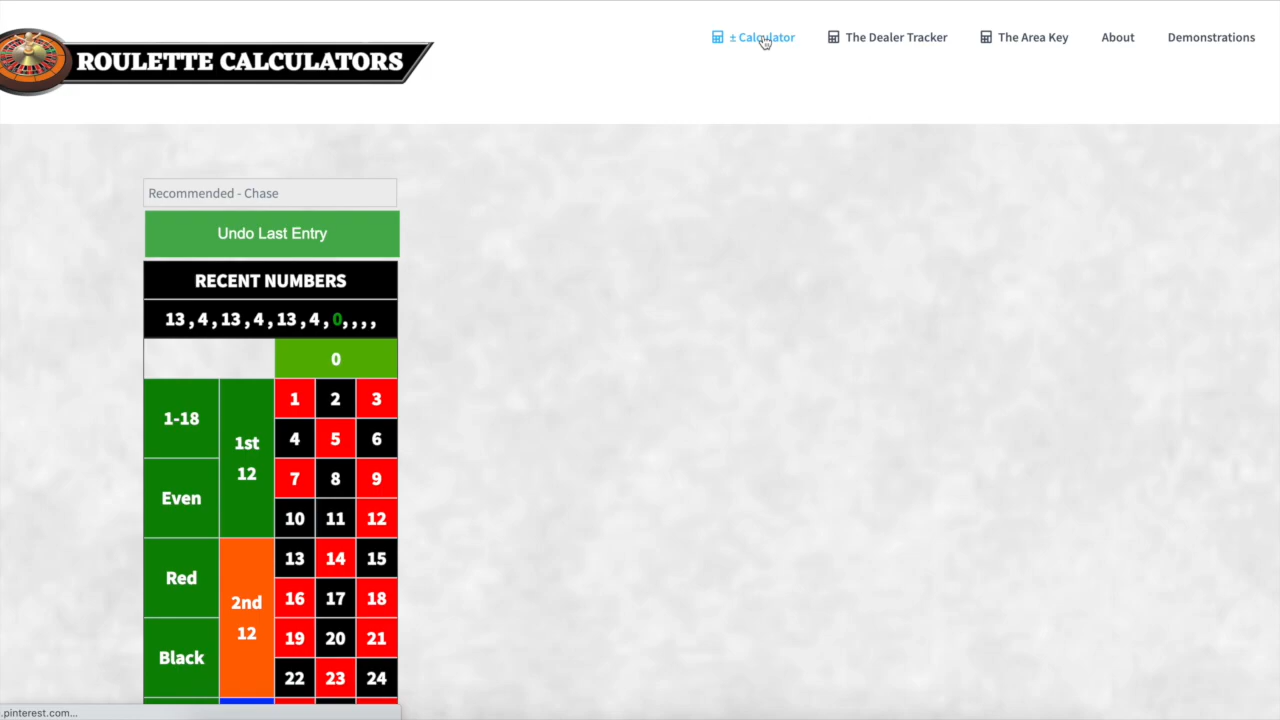 ± Calculator The Dealer Tracker The Area Key About Demonstrations
ROULETTE CALCULATORS
Recommended - Chase
Undo Last Entry
RECENT NUMBERS
13 , 4 , 13 , 4 , 13 , 4 , 0, , , ,
0
1-18
1st
12
1 2 3
4 5 6
Even
7 8 9
10 11 12
Red
2nd
12
13 14 15
16 17 18
Black
19 20 21
22 23 24
.pinterest.com...